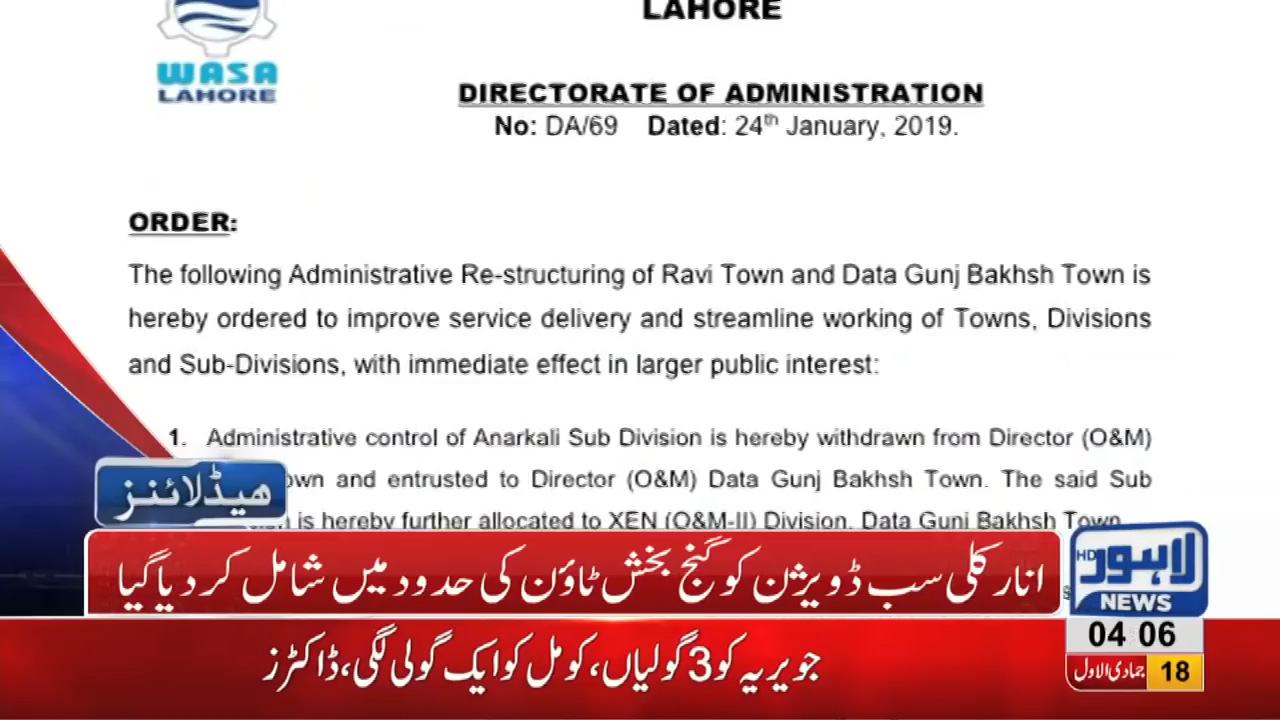 LAHORE
WASA
LAHORE
DIRECTORATE OF ADMINISTRATION
No: DA/69 Dated: 24th January, 2019.
ORDER:
The following Administrative Re-structuring of Ravi Town and Data Gunj Bakhsh Town is
hereby ordered to improve service delivery and streamline working of Towns, Divisions
and Sub-Divisions, with immediate effect in larger public interest:
1. Administrative control of Anarkali Sub Division is hereby withdrawn from Director (O&M)
own and entrusted to Director (O&M) Data Gunj Bakhsh Town. The said Sub
is hereby further allocated to XEN (O&M-II) Division, Data Gunj Bakhsh Town
ہیڈلائنز
انار کلی سب ڈویژن کو گنج بخش ٹاؤن کی حدود میں شامل کر دیا گیا
لاہور HD
NEWS
04 06
جویریہ کو 3 گولیاں، کومل کو ایک گولی لگی، ڈاکٹرز
18 جمادی الاول